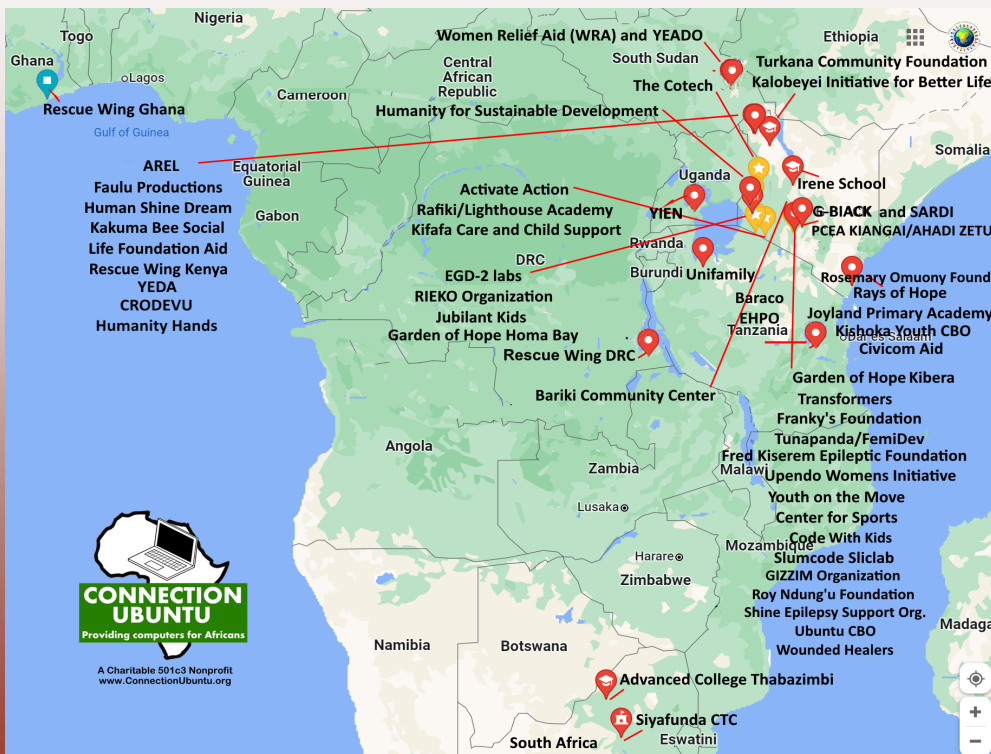 Togo
Nigeria
Ghana
Lagos
Rescue Wing Ghana
Gulf of Guinea
Cameroon
Central
African
Republic
Equatorial
Guinea
Gabon
Women Relief Aid (WRA) and YEADO
South Sudan
Ethiopia
The Cotech
Turkana Community Foundation
Kalobeyei Initiative for Better Life
Humanity for Sustainable Development
Somalia
AREL
Faulu Productions
Human Shine Dream
Kakuma Bee Social
Life Foundation Aid
Rescue Wing Kenya
YEDA
CRODEVU
Humanity Hands
Uganda
Irene School
Activate Action
Rafiki/Lighthouse Academy
Kifafa Care and Child Support
YIEN
G-BIACK and SARDI
PCEA KIANGAI/AHADI ZETU
Rwanda
DRC
Burundi
Unifamily
EGD-2 labs
RIEKO Organization
Jubilant Kids
Garden of Hope Homa Bay
Rescue Wing DRC
Baraco
EHPO
Tanzania
Rosemary Omuony Found
Rays of Hope
Joyland Primary Academy
Kishoka Youth CBO
Dar es Salaam
Civicom Aid
Bariki Community Center
Garden of Hope Kibera
Transformers
Franky's Foundation
Tunapanda/FemiDev
Fred Kiserem Epileptic Foundation
Upendo Womens Initiative
Youth on the Move
Center for Sports
Code With Kids
Slumcode Sliclab
GIZZIM Organization
Roy Ndung'u Foundation
Shine Epilepsy Support Org.
Ubuntu CBO
Wounded Healers
Angola
Zambia
Malawi
Lusaka
Harare
Mozambique
Zimbabwe
Namibia
Botswana
Madaga
CONNECTION
UBUNTU
Providing computers for Africans
A Charitable 501c3 Nonprofit
www.ConnectionUbuntu.org
Advanced College Thabazimbi
Siyafunda CTC
South Africa
Eswatini